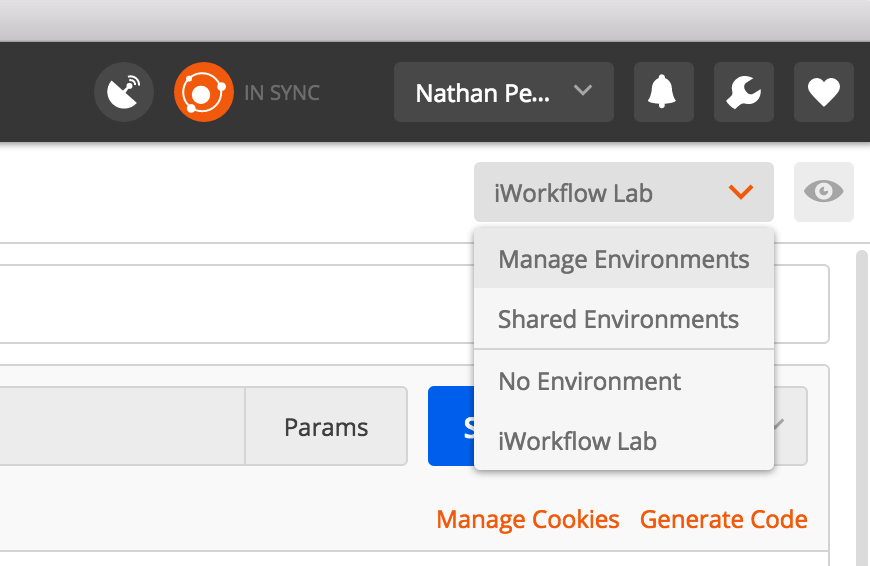 IN SYNC
Nathan Pe...
iWorkflow Lab
Manage Environments
Shared Environments
No Environment
iWorkflow Lab
Params
S
Manage Cookies
Generate Code